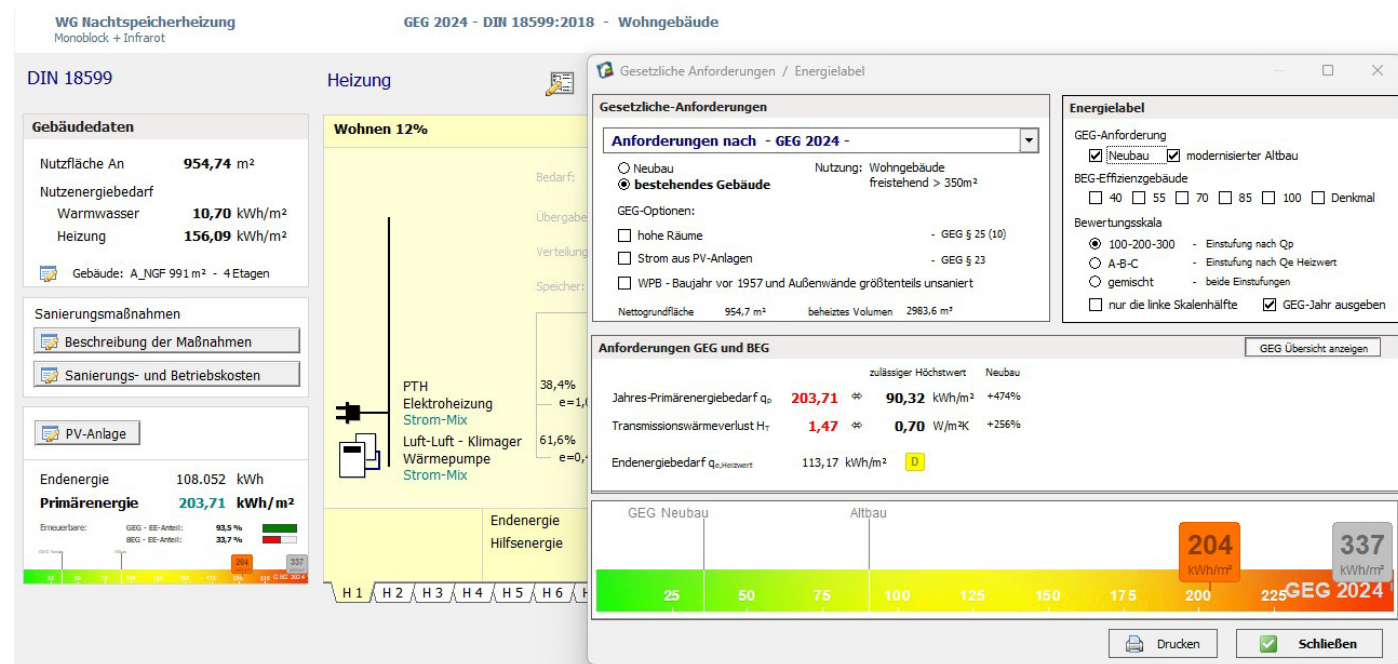 WG Nachtspeicherheizung
Monoblock + Infrarot
GEG 2024 - DIN 18599:2018 - Wohngebäude
DIN 18599
Gebäudedaten
Nutzfläche An 954,74 m²
Nutzenergiebedarf
Warmwasser 10,70 kWh/m²
Heizung 156,09 kWh/m²
Gebäude: A_NGF 991 m² - 4 Etagen
Sanierungsmaßnahmen
Beschreibung der Maßnahmen
Sanierungs- und Betriebskosten
PV-Anlage
Endenergie 108.052 kWh
Primärenergie 203,71 kWh/m²
Erneuerbare: GEG - EE-Anteil: 93,5 %
BEG - EE-Anteil: 33,7 %
204
337
Heizung
Wohnen 12%
Bedarf:
Übergabe
Verteilung
Speicher:
PTH 38,4%
Elektroheizung e=1,0
Strom-Mix
Luft-Luft - Klimager 61,6%
Wärmepumpe e=0,4
Strom-Mix
Endenergie
Hilfsenergie
H 1 H 2 H 3 H 4 H 5 H 6 H
Gesetzliche Anforderungen / Energielabel
Gesetzliche-Anforderungen
Anforderungen nach - GEG 2024 -
Neubau
bestehendes Gebäude
Nutzung: Wohngebäude
freistehend > 350m²
GEG-Optionen:
hohe Räume - GEG § 25 (10)
Strom aus PV-Anlagen - GEG § 23
WPB - Baujahr vor 1957 und Außenwände größtenteils unsaniert
Nettogrundfläche 954,7 m² beheiztes Volumen 2983,6 m³
Energielabel
GEG-Anforderung
Neubau modernisierter Altbau
BEG-Effizienzgebäude
40 55 70 85 100 Denkmal
Bewertungsskala
100-200-300 - Einstufung nach Qp
A-B-C - Einstufung nach Qe Heizwert
gemischt - beide Einstufungen
nur die linke Skalenhälfte GEG-Jahr ausgeben
Anforderungen GEG und BEG
GEG Übersicht anzeigen
zulässiger Höchstwert Neubau
Jahres-Primärenergiebedarf qp 203,71 ⇔ 90,32 kWh/m² +474%
Transmissionswärmeverlust HT 1,47 ⇔ 0,70 W/m²K +256%
Endenergiebedarf qe,Heizwert 113,17 kWh/m² D
GEG Neubau Altbau
204
kWh/m²
337
kWh/m²
25 50 75 100 125 150 175 200 225 GEG 2024
Drucken
Schließen